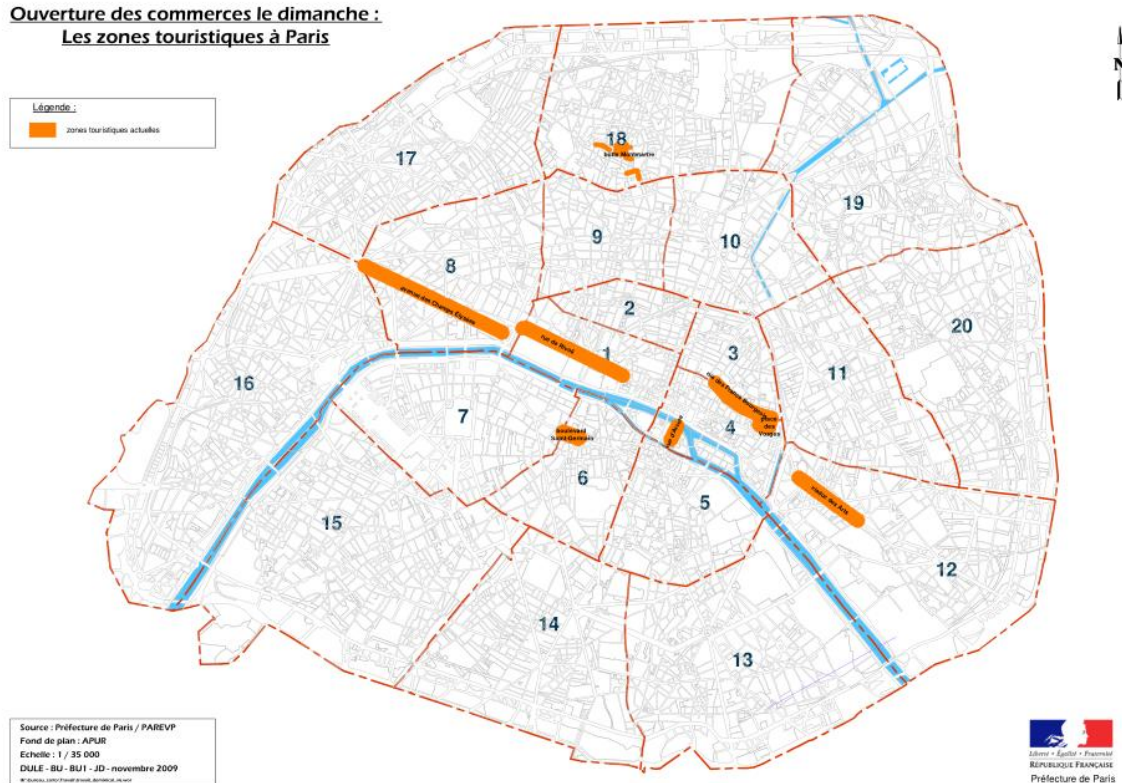 Ouverture des commerces le dimanche :
Les zones touristiques à Paris
N
Légende :
zones touristiques actuelles
18
butte Montmartre
17
19
9
10
8
avenue des Champs Elysées
2
20
rue de Rivoli
1
3
11
16
rue des Francs Bourgeois
7
4
place
des
Vosges
boulevard
Saint-Germain
rue d'Arcole
6
5
viaduc des Arts
15
12
14
13
Source : Préfecture de Paris / PAREVP
Fond de plan : APUR
Echelle : 1 / 35 000
DULE - BU - BU1 - JD - novembre 2009
Liberté • Égalité • Fraternité
RÉPUBLIQUE FRANÇAISE
Préfecture de Paris